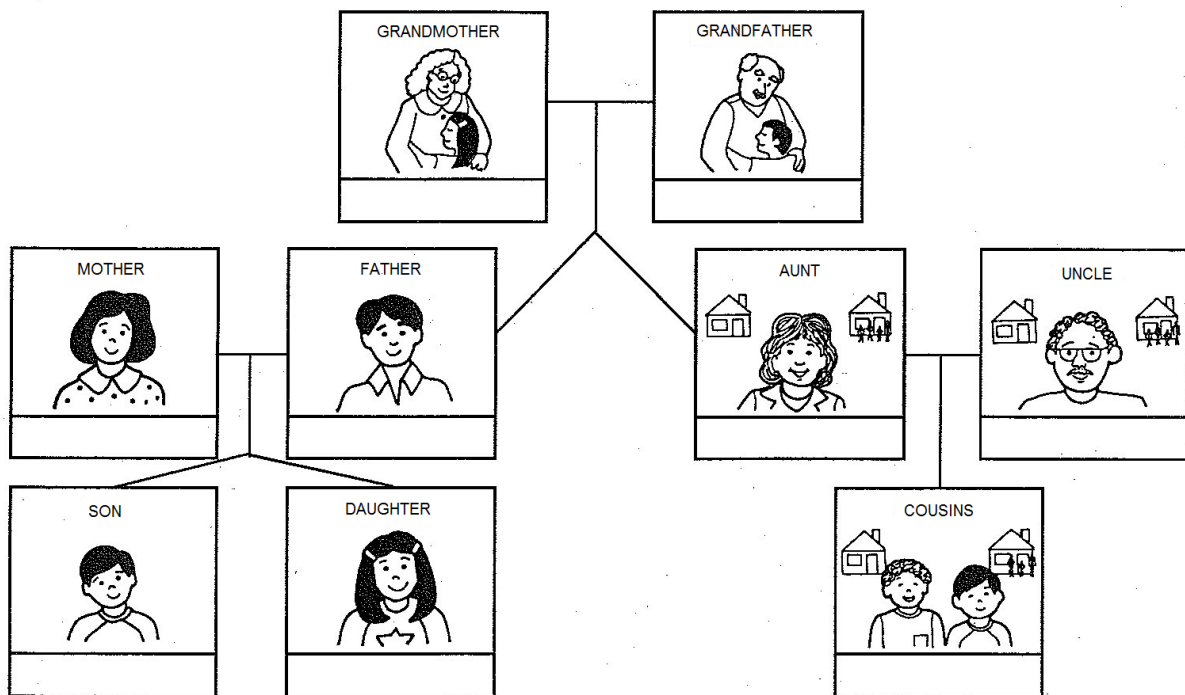 GRANDMOTHER
GRANDFATHER
MOTHER
FATHER
AUNT
UNCLE
SON
DAUGHTER
COUSINS